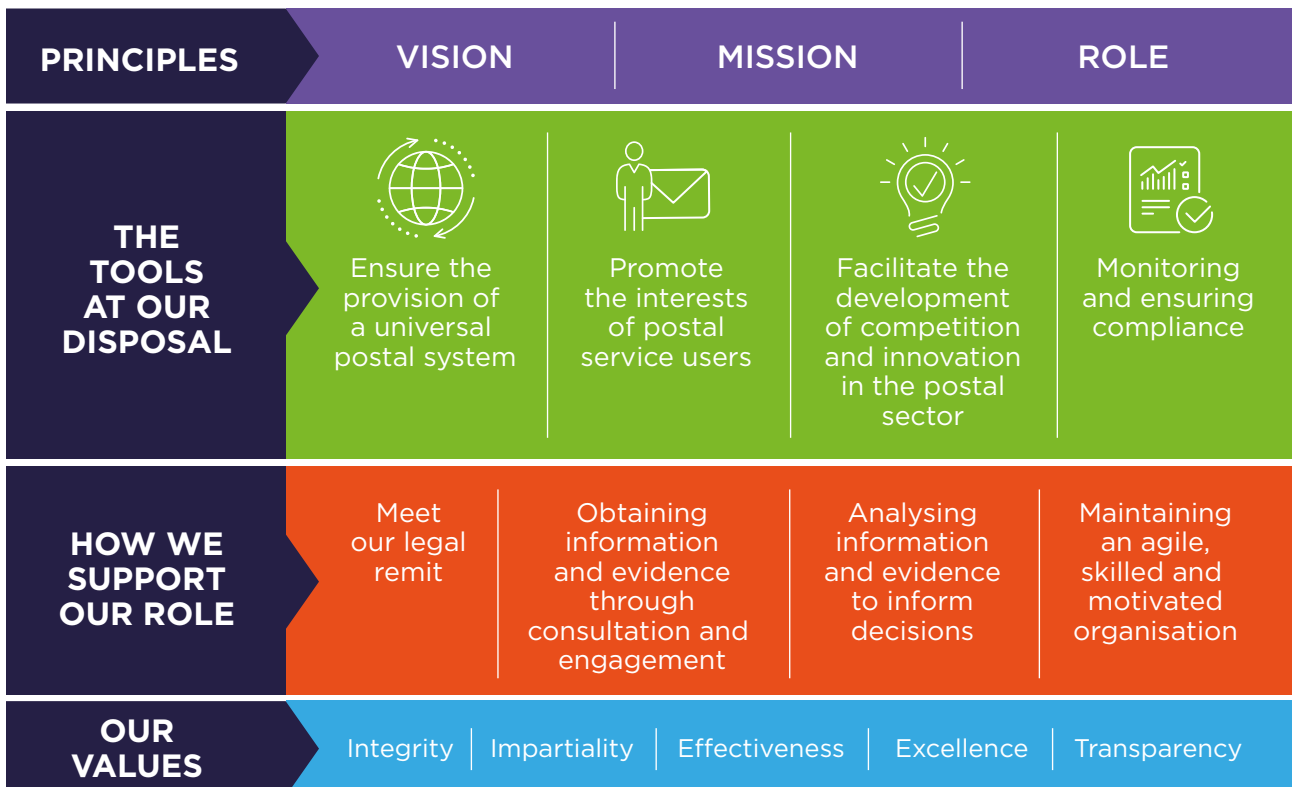 PRINCIPLES
VISION
MISSION
ROLE
THE
TOOLS
AT OUR
DISPOSAL
Ensure the
provision of
a universal
postal system
Promote
the interests
of postal
service users
Facilitate the
development
of competition
and innovation
in the postal
sector
Monitoring
and ensuring
compliance
HOW WE
SUPPORT
OUR ROLE
Meet
our legal
remit
Obtaining
information
and evidence
through
consultation and
engagement
Analysing
information
and evidence
to inform
decisions
Maintaining
an agile,
skilled and
motivated
organisation
OUR
VALUES
Integrity
Impartiality
Effectiveness
Excellence
Transparency